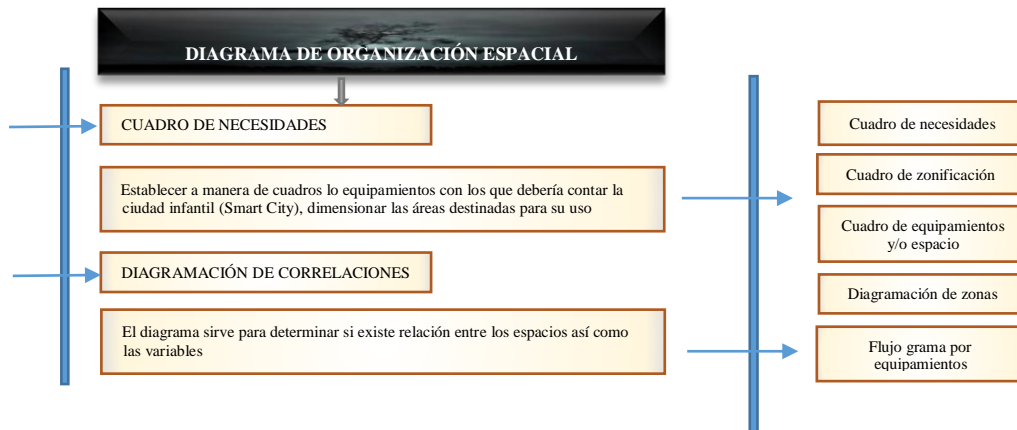 DIAGRAMA DE ORGANIZACIÓN ESPACIAL
CUADRO DE NECESIDADES
Establecer a manera de cuadros lo equipamientos con los que debería contar la
ciudad infantil (Smart City), dimensionar las áreas destinadas para su uso
DIAGRAMACIÓN DE CORRELACIONES
El diagrama sirve para determinar si existe relación entre los espacios así como
las variables
Cuadro de necesidades
Cuadro de zonificación
Cuadro de equipamientos
y/o espacio
Diagramación de zonas
Flujo grama por
equipamientos